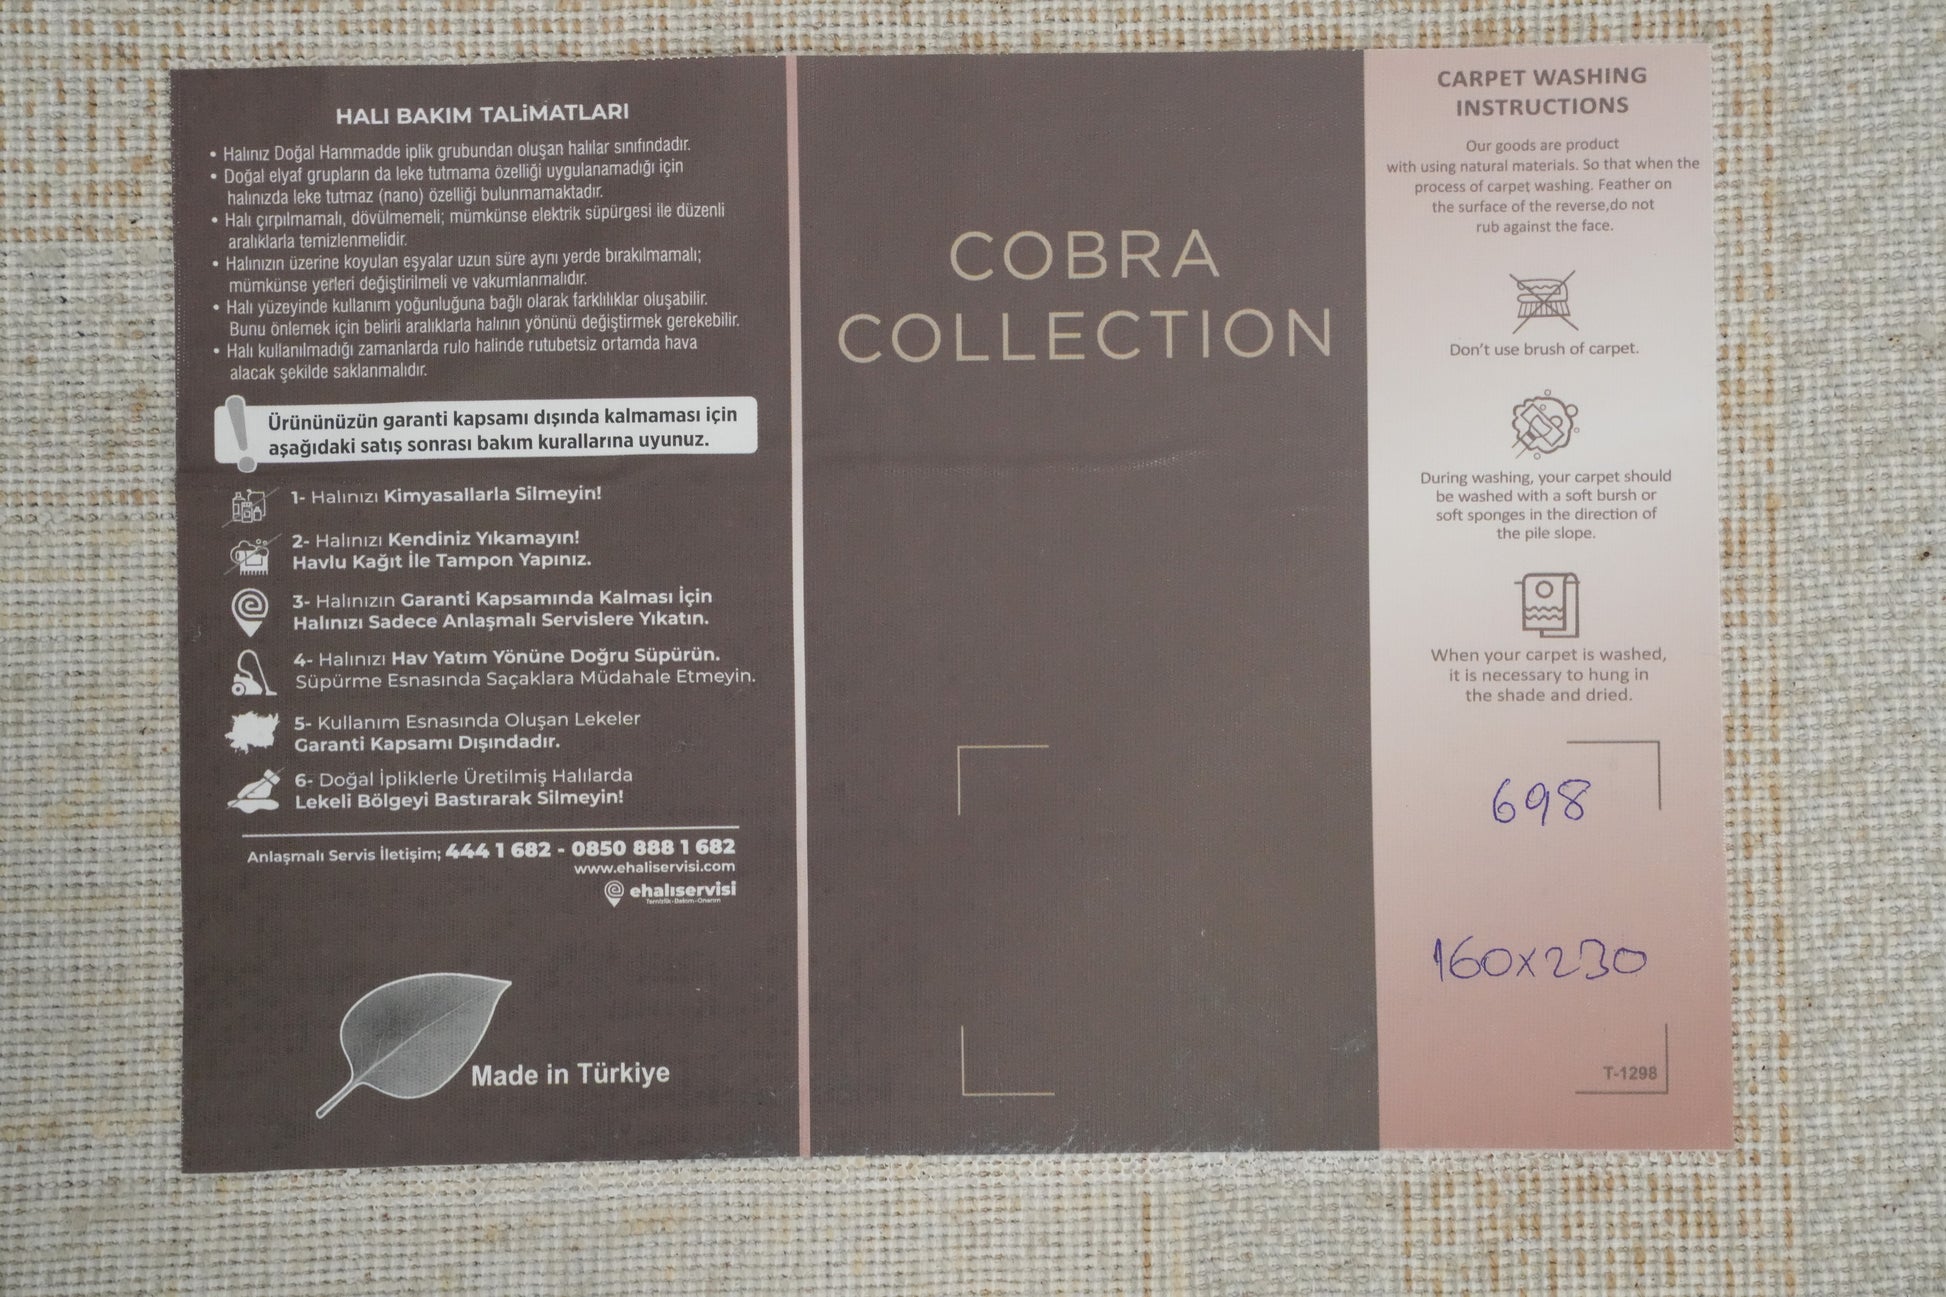 HALI BAKIM TALİMATLARI
• Halınız Doğal Hammadde iplik grubundan oluşan halılar sınıfındadır.
• Doğal elyaf grupların da leke tutmama özelliği uygulanamadığı için
halınızda leke tutmaz (nano) özelliği bulunmamaktadır.
• Halı çırpılmamalı, dövülmemeli; mümkünse elektrik süpürgesi ile düzenli
aralıklarla temizlenmelidir.
• Halınızın üzerine koyulan eşyalar uzun süre aynı yerde bırakılmamalı;
mümkünse yerleri değiştirilmeli ve vakumlanmalıdır.
• Halı yüzeyinde kullanım yoğunluğuna bağlı olarak farklılıklar oluşabilir.
Bunu önlemek için belirli aralıklarla halının yönünü değiştirmek gerekebilir.
• Halı kullanılmadığı zamanlarda rulo halinde rutubetsiz ortamda hava
alacak şekilde saklanmalıdır.
Ürününüzün garanti kapsamı dışında kalmaması için
aşağıdaki satış sonrası bakım kurallarına uyunuz.
1- Halınızı Kimyasallarla Silmeyin!
2- Halınızı Kendiniz Yıkamayın!
Havlu Kağıt İle Tampon Yapınız.
3- Halınızın Garanti Kapsamında Kalması İçin
Halınızı Sadece Anlaşmalı Servislere Yıkatın.
4- Halınızı Hav Yatım Yönüne Doğru Süpürün.
Süpürme Esnasında Saçaklara Müdahale Etmeyin.
5- Kullanım Esnasında Oluşan Lekeler
Garanti Kapsamı Dışındadır.
6- Doğal İpliklerle Üretilmiş Halılarda
Lekeli Bölgeyi Bastırarak Silmeyin!
Anlaşmalı Servis İletişim; 444 1 682 - 0850 888 1 682
www.ehaliservisi.com
ehalıservisi
Temizlik-Bakım-Onarım
Made in Türkiye
COBRA
COLLECTION
CARPET WASHING
INSTRUCTIONS
Our goods are product
with using natural materials. So that when the
process of carpet washing. Feather on
the surface of the reverse,do not
rub against the face.
Don't use brush of carpet.
During washing, your carpet should
be washed with a soft bursh or
soft sponges in the direction of
the pile slope.
When your carpet is washed,
it is necessary to hung in
the shade and dried.
698
160x230
T-1298